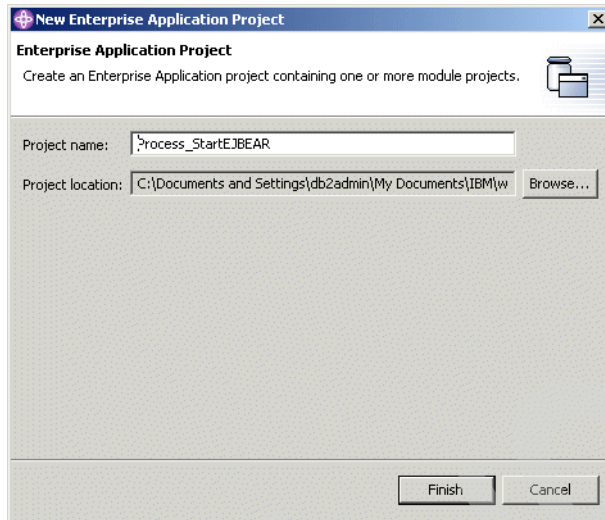 New Enterprise Application Project
Enterprise Application Project
Create an Enterprise Application project containing one or more module projects.
Project name: Process_StartEJBEAR
Project location: C:\Documents and Settings\db2admin\My Documents\IBM\w Browse...
Finish Cancel